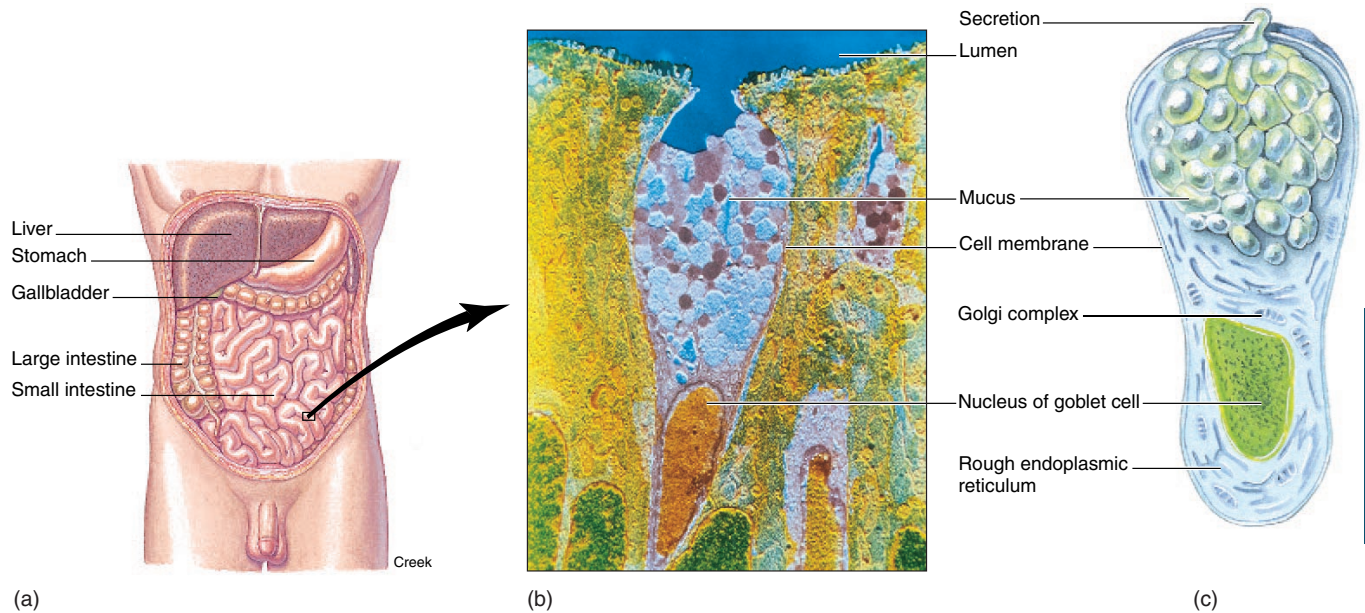 Liver
Stomach
Gallbladder
Large intestine
Small intestine
Creek
(a)
(b)
Secretion
Lumen
Mucus
Cell membrane
Golgi complex
Nucleus of goblet cell
Rough endoplasmic
reticulum
(c)